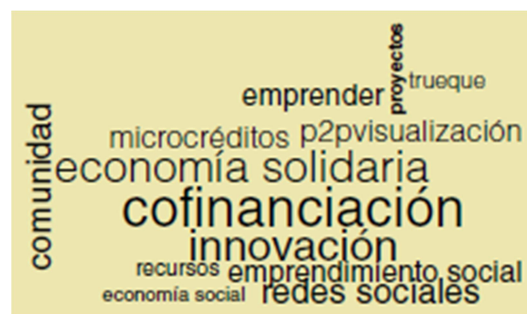 proyectos
trueque
emprender
microcréditos
p2pvisualización
comunidad
economía solidaria
cofinanciación
innovación
recursos
emprendimiento social
economía social
redes sociales